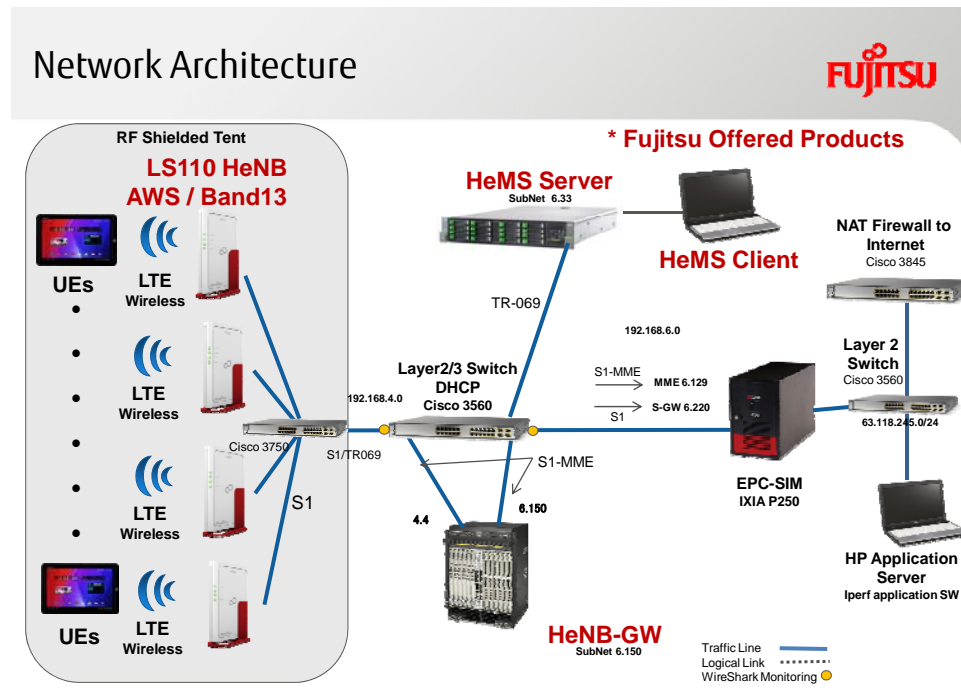 Network Architecture
FUJITSU
RF Shielded Tent
* Fujitsu Offered Products
LS110 HeNB
AWS / Band13
HeMS Server
SubNet 6.33
HeMS Client
NAT Firewall to
Internet
Cisco 3845
UEs
•
•
•
•
•
•
LTE
Wireless
LTE
Wireless
LTE
Wireless
LTE
Wireless
UEs
TR-069
192.168.6.0
Layer 2
Switch
Cisco 3560
63.118.245.0/24
Layer2/3 Switch
DHCP
Cisco 3560
192.168.4.0
S1-MME
MME 6.129
S-GW 6.220
S1
Cisco 3750
S1/TR069
S1
S1-MME
4.4
6.150
EPC-SIM
IXIA P250
HP Application
Server
Iperf application SW
HeNB-GW
SubNet 6.150
Traffic Line
Logical Link
WireShark Monitoring